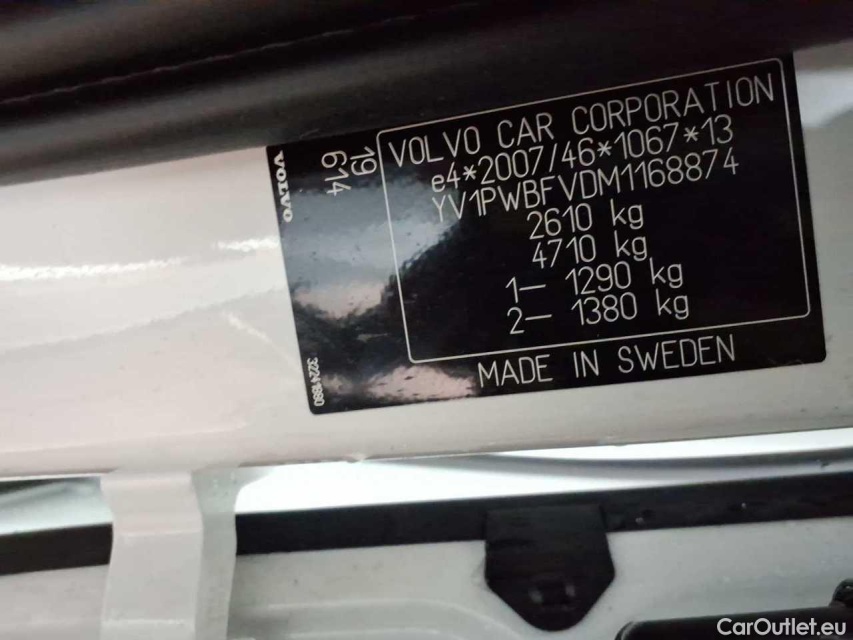 VOLVO CAR CORPORATION
e4*2007/46*1067*13
YV1PWBFVDM1168874
2610 kg
4710 kg
1– 1290 kg
2– 1380 kg
MADE IN SWEDEN
VOLVO
19
614
32241880
CarOutlet.eu